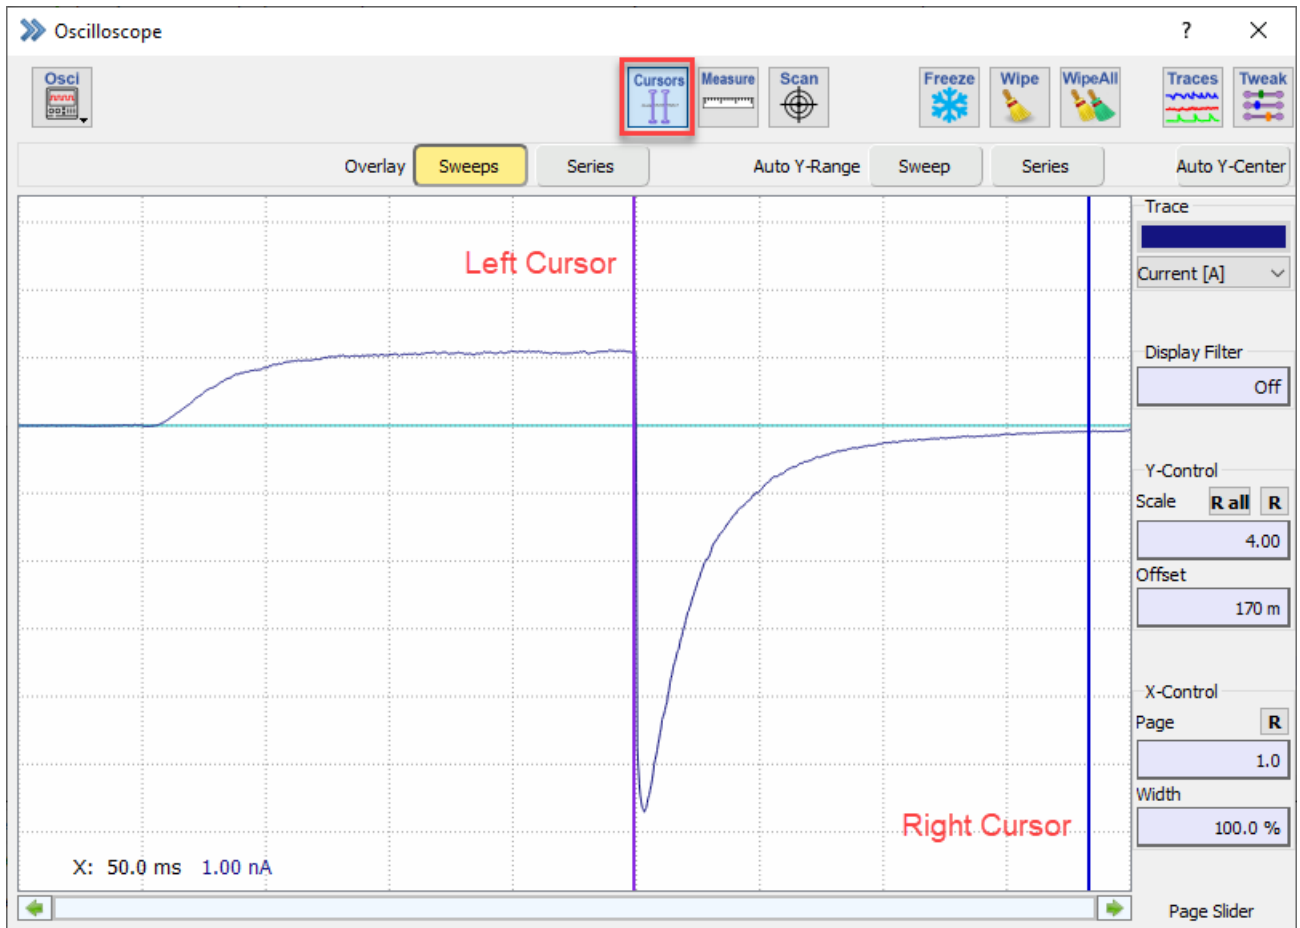 Oscilloscope ?
Osci Cursors Measure Scan Freeze Wipe WipeAll Traces Tweak
Overlay Sweeps Series Auto Y-Range Sweep Series Auto Y-Center
Trace
Left Cursor
Current [A]
Display Filter
Off
Y-Control
Scale R all R
4.00
Offset
170 m
X-Control
Page R
1.0
Width
Right Cursor
100.0 %
X: 50.0 ms 1.00 nA
Page Slider